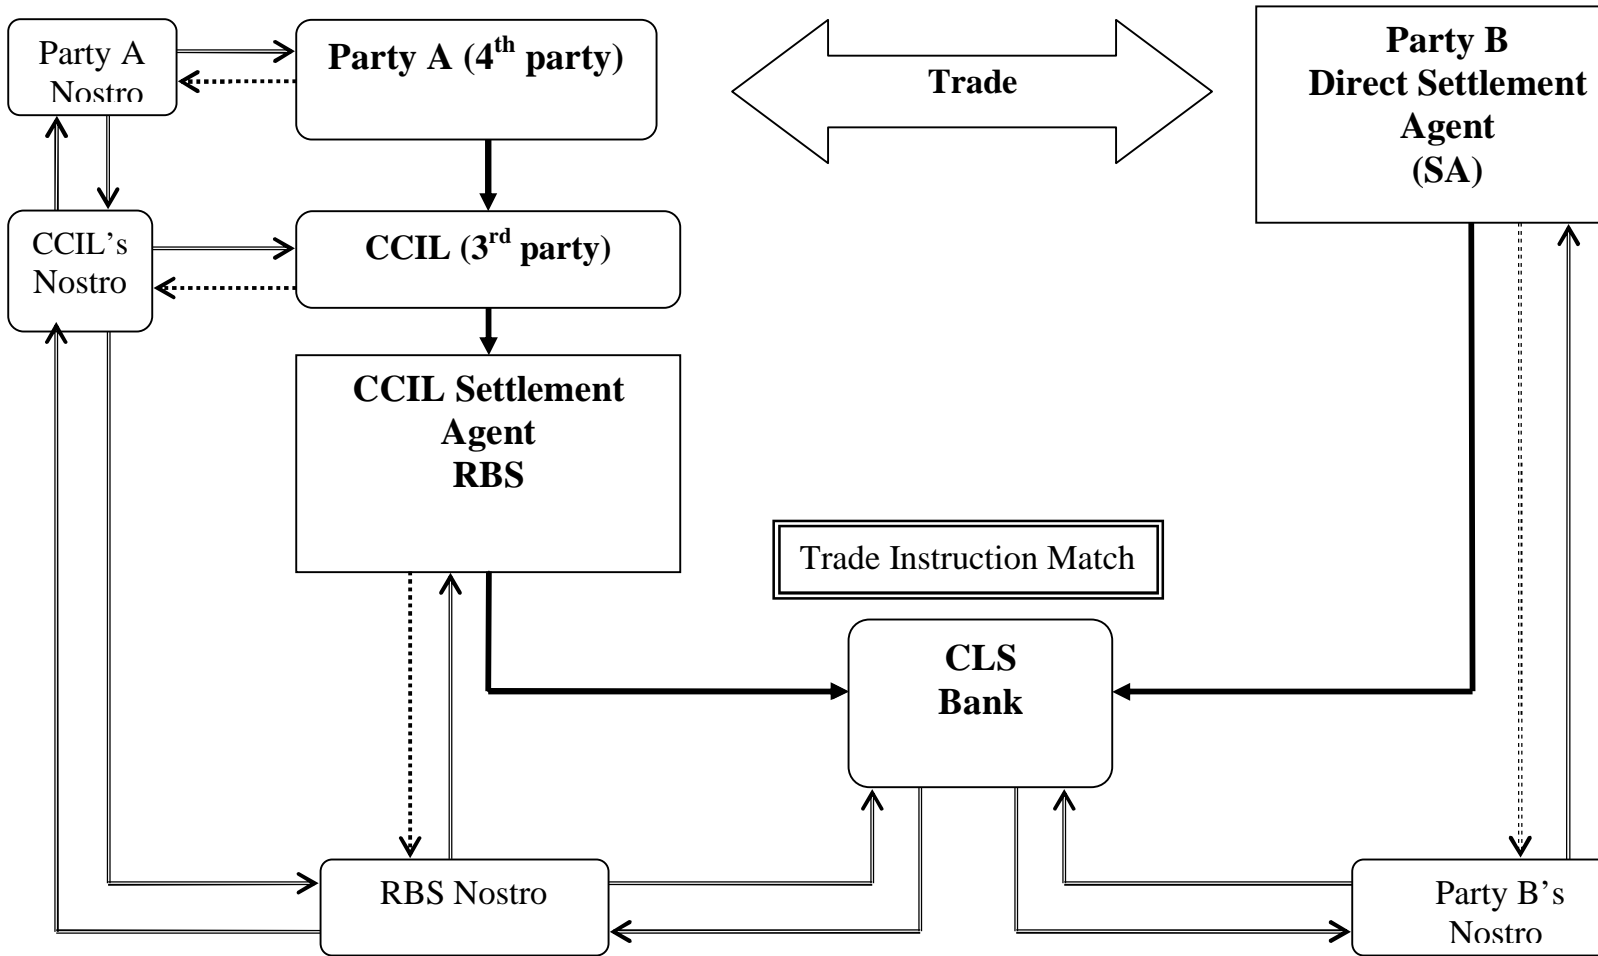 Party A
Nostro
Party A (4th party)
Trade
Party B
Direct Settlement
Agent
(SA)
CCIL's
Nostro
CCIL (3rd party)
CCIL Settlement
Agent
RBS
Trade Instruction Match
CLS
Bank
RBS Nostro
Party B's
Nostro